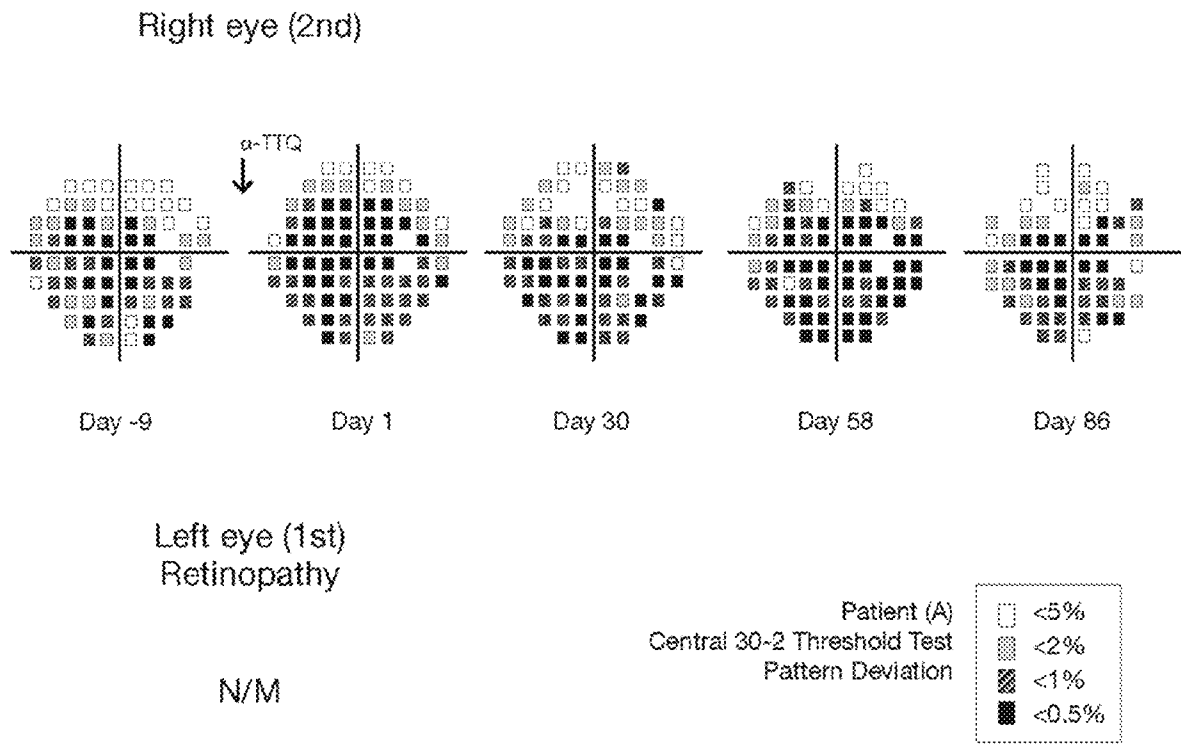 Right eye (2nd)
α-TTQ
Day -9
Day 1
Day 30
Day 58
Day 86
Left eye (1st)
Retinopathy
N/M
Patient (A)
Central 30-2 Threshold Test
Pattern Deviation
<5%
<2%
<1%
<0.5%